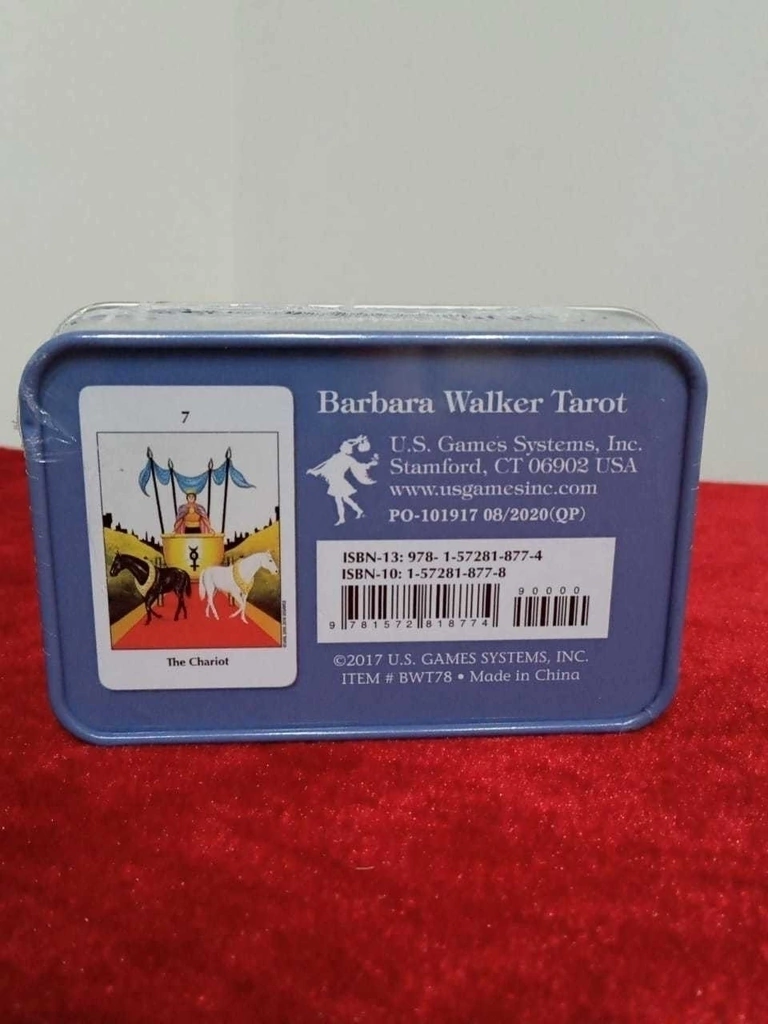 7
The Chariot
Barbara Walker Tarot
U.S. Games Systems, Inc.
Stamford, CT 06902 USA
www.usgamesinc.com
PO-101917 08/2020(QP)
ISBN-13: 978- 1-57281-877-4
ISBN-10: 1-57281-877-8
90000
9 781572 818774
©2017 U.S. GAMES SYSTEMS, INC.
ITEM # BWT78 • Made in China